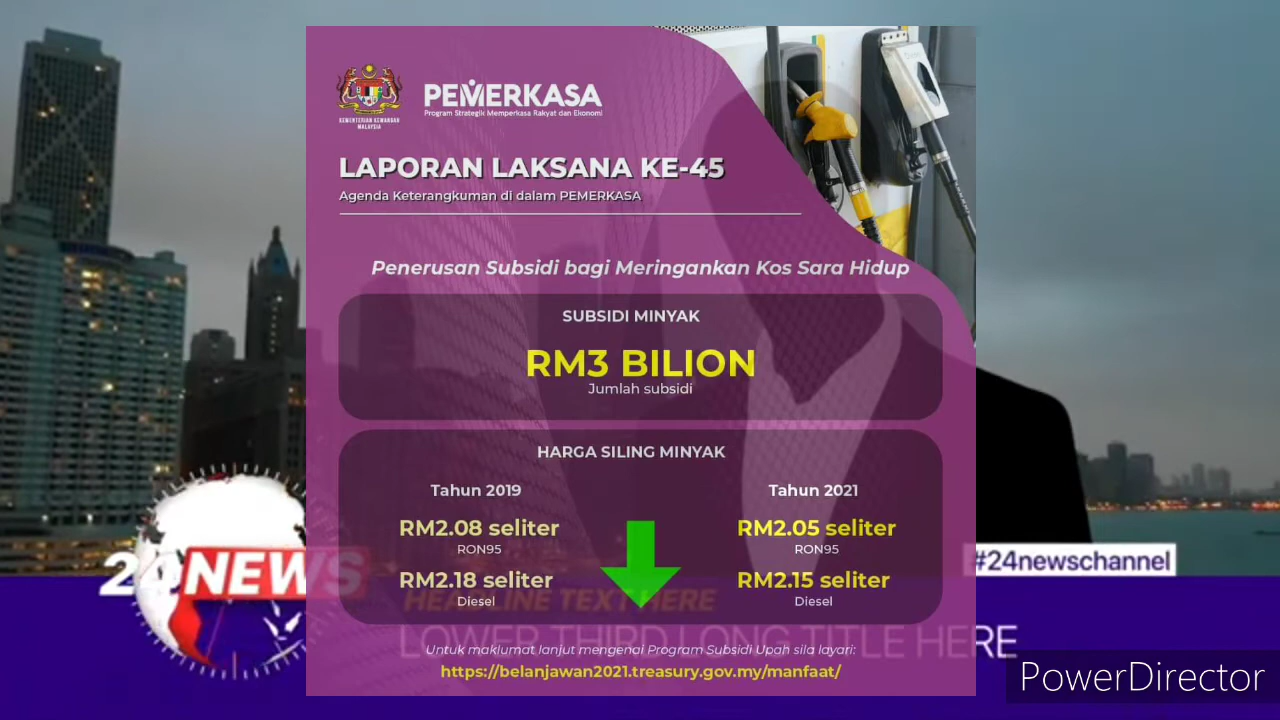 KEMENTERIAN KEWANGAN
MALAYSIA
PEMERKASA
Program Strategik Memperkasa Rakyat dan Ekonomi
LAPORAN LAKSANA KE-45
Agenda Keterangkuman di dalam PEMERKASA
Penerusan Subsidi bagi Meringankan Kos Sara Hidup
SUBSIDI MINYAK
RM3 BILION
Jumlah subsidi
HARGA SILING MINYAK
Tahun 2019
Tahun 2021
RM2.08 seliter
RON95
RM2.05 seliter
RON95
RM2.18 seliter
Diesel
RM2.15 seliter
Diesel
24 NEWS
#24newschannel
HEADLINE TEXT HERE
LOWER THIRD LONG TITLE HERE
Untuk maklumat lanjut mengenai Program Subsidi Upah sila layari:
https://belanjawan2021.treasury.gov.my/manfaat/
PowerDirector